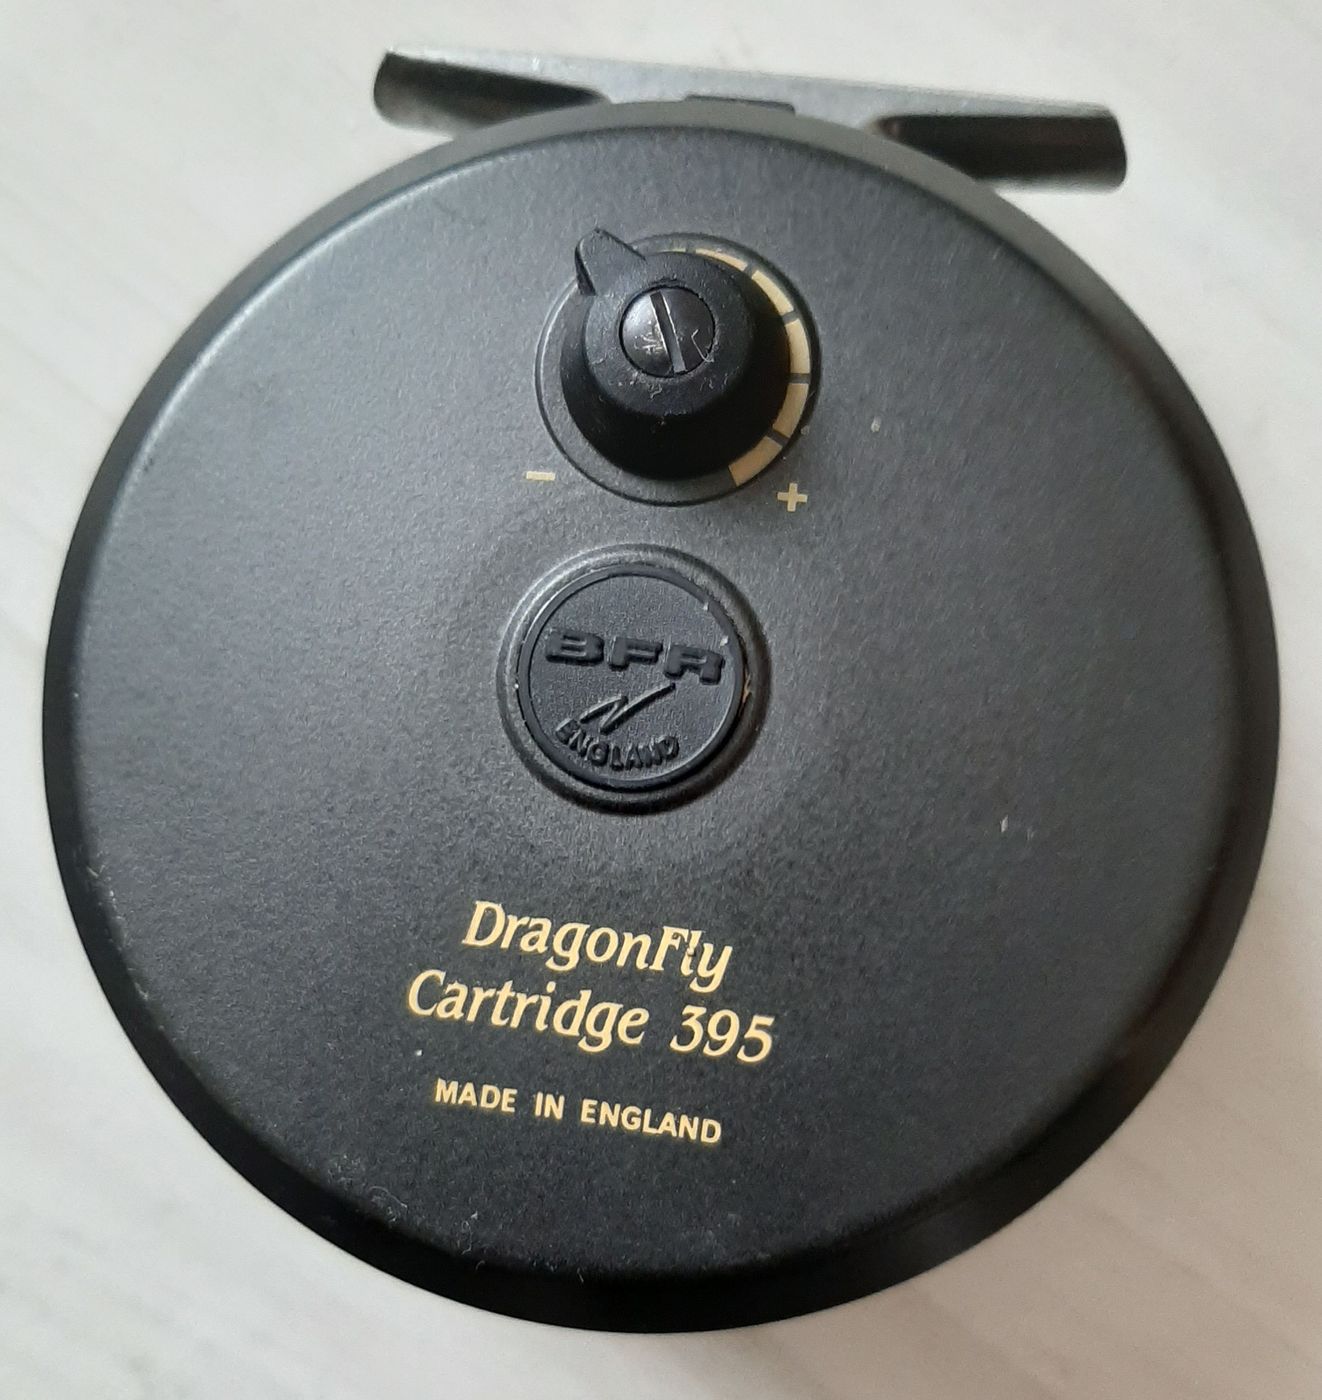 - +
BFR
ENGLAND
DragonFly
Cartridge 395
MADE IN ENGLAND